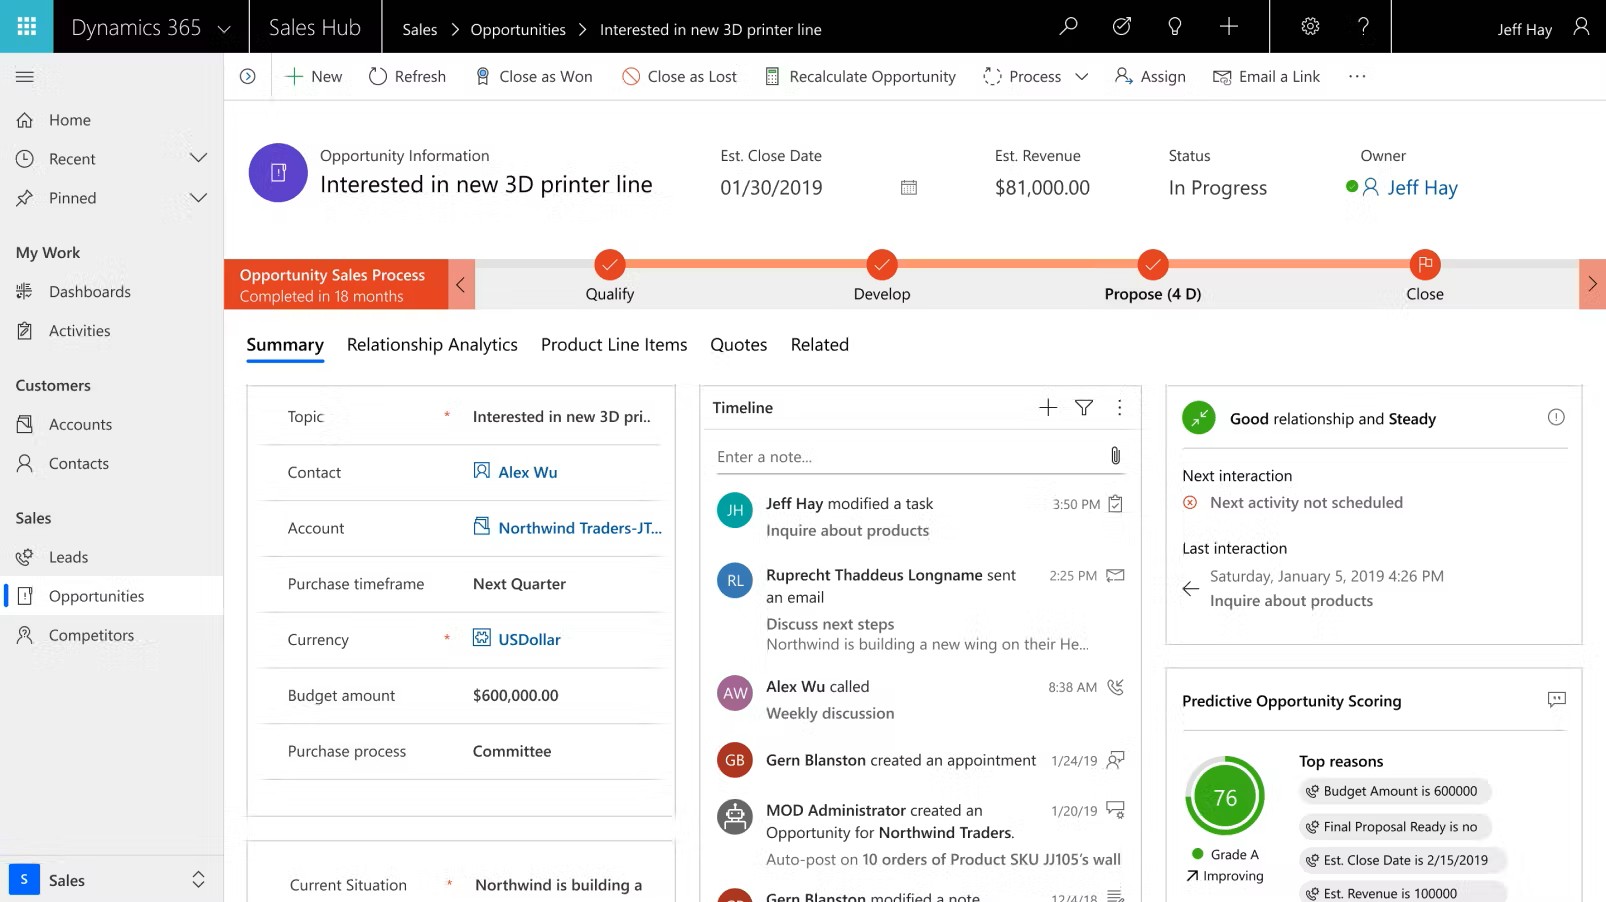 Dynamics 365
Sales Hub
Sales > Opportunities > Interested in new 3D printer line
Jeff Hay
New
Refresh
Close as Won
Close as Lost
Recalculate Opportunity
Process
Assign
Email a Link
Home
Recent
Pinned
My Work
Dashboards
Activities
Customers
Accounts
Contacts
Sales
Leads
Opportunities
Competitors
S
Sales
Opportunity Information
Interested in new 3D printer line
Est. Close Date
01/30/2019
Est. Revenue
$81,000.00
Status
In Progress
Owner
Jeff Hay
Opportunity Sales Process
Completed in 18 months
Qualify
Develop
Propose (4 D)
Close
Summary
Relationship Analytics
Product Line Items
Quotes
Related
Topic * Interested in new 3D pri..
Contact Alex Wu
Account Northwind Traders-JT...
Purchase timeframe Next Quarter
Currency * USDollar
Budget amount $600,000.00
Purchase process Committee
Current Situation * Northwind is building a
Timeline
Enter a note...
JH
Jeff Hay modified a task 3:50 PM
Inquire about products
RL
Ruprecht Thaddeus Longname sent 2:25 PM
an email
Discuss next steps
Northwind is building a new wing on their He...
AW
Alex Wu called 8:38 AM
Weekly discussion
GB
Gern Blanston created an appointment 1/24/19
MOD Administrator created an 1/20/19
Opportunity for Northwind Traders.
Auto-post on 10 orders of Product SKU JJ105's wall
Gern Blanston modified a note 12/4/18
Good relationship and Steady
Next interaction
Next activity not scheduled
Last interaction
Saturday, January 5, 2019 4:26 PM
Inquire about products
Predictive Opportunity Scoring
76
Grade A
Improving
Top reasons
Budget Amount is 600000
Final Proposal Ready is no
Est. Close Date is 2/15/2019
Est. Revenue is 100000